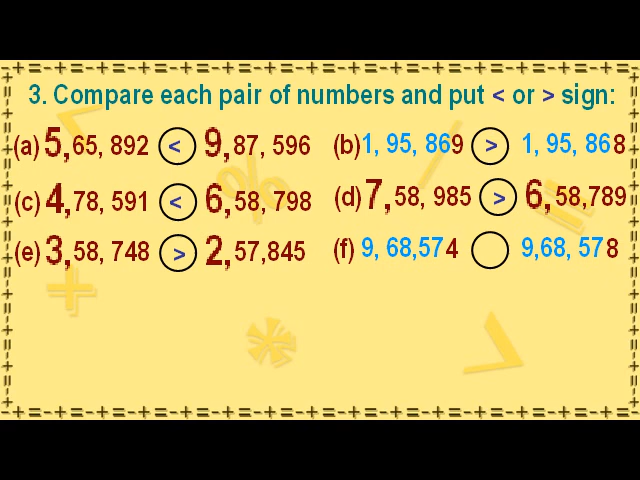 3. Compare each pair of numbers and put < or > sign:
(a) 5, 65, 892 < 9, 87, 596 (b) 1, 95, 869 > 1, 95, 868
(c) 4, 78, 591 < 6, 58, 798 (d) 7, 58, 985 > 6, 58,789
(e) 3, 58, 748 > 2, 57,845 (f) 9, 68,574 9,68, 578